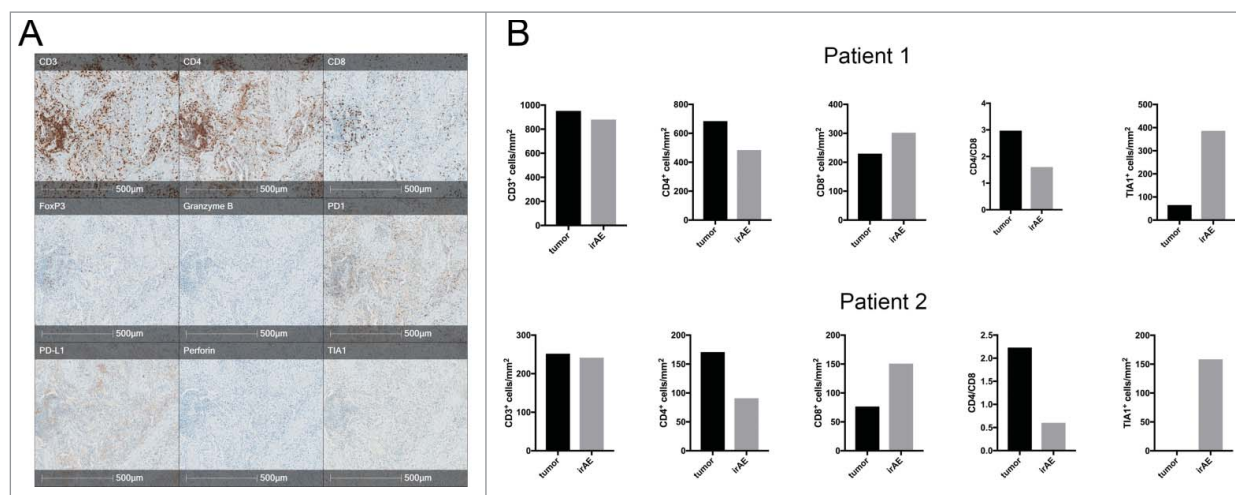 A
CD3 CD4 CD8
500µm 500µm 500µm
FoxP3 Granzyme B PD1
500µm 500µm 500µm
PD-L1 Perforin TIA1
500µm 500µm 500µm
B
Patient 1
CD3+ cells/mm²
1000
800
600
400
200
0
tumor irAE
CD4+ cells/mm²
800
600
400
200
0
tumor irAE
CD8+ cells/mm²
400
300
200
100
0
tumor irAE
CD4/CD8
4
3
2
1
0
tumor irAE
TIA1+ cells/mm²
500
400
300
200
100
0
tumor irAE
Patient 2
CD3+ cells/mm²
300
200
100
0
tumor irAE
CD4+ cells/mm²
200
150
100
50
0
tumor irAE
CD8+ cells/mm²
200
150
100
50
0
tumor irAE
CD4/CD8
2.5
2.0
1.5
1.0
0.5
0.0
tumor irAE
TIA1+ cells/mm²
200
150
100
50
0
tumor irAE